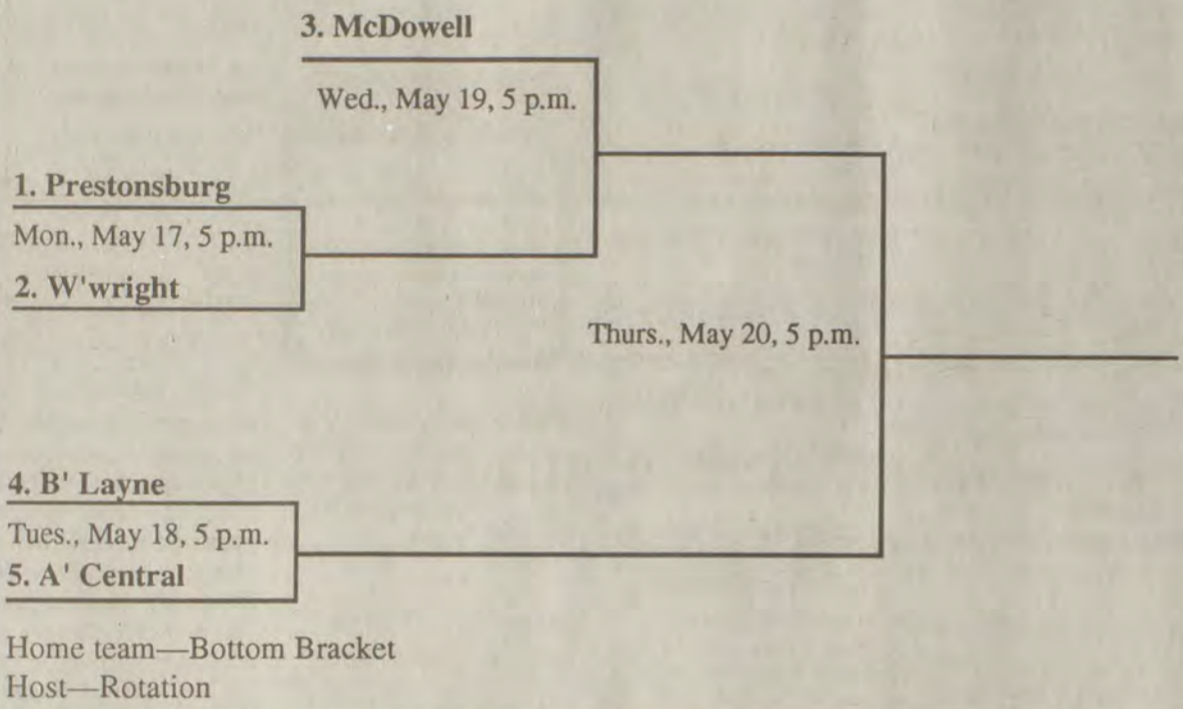 3. McDowell
Wed., May 19, 5 p.m.
1. Prestonsburg
Mon., May 17, 5 p.m.
2. W'wright
Thurs., May 20, 5 p.m.
4. B' Layne
Tues., May 18, 5 p.m.
5. A' Central
Home team—Bottom Bracket
Host—Rotation